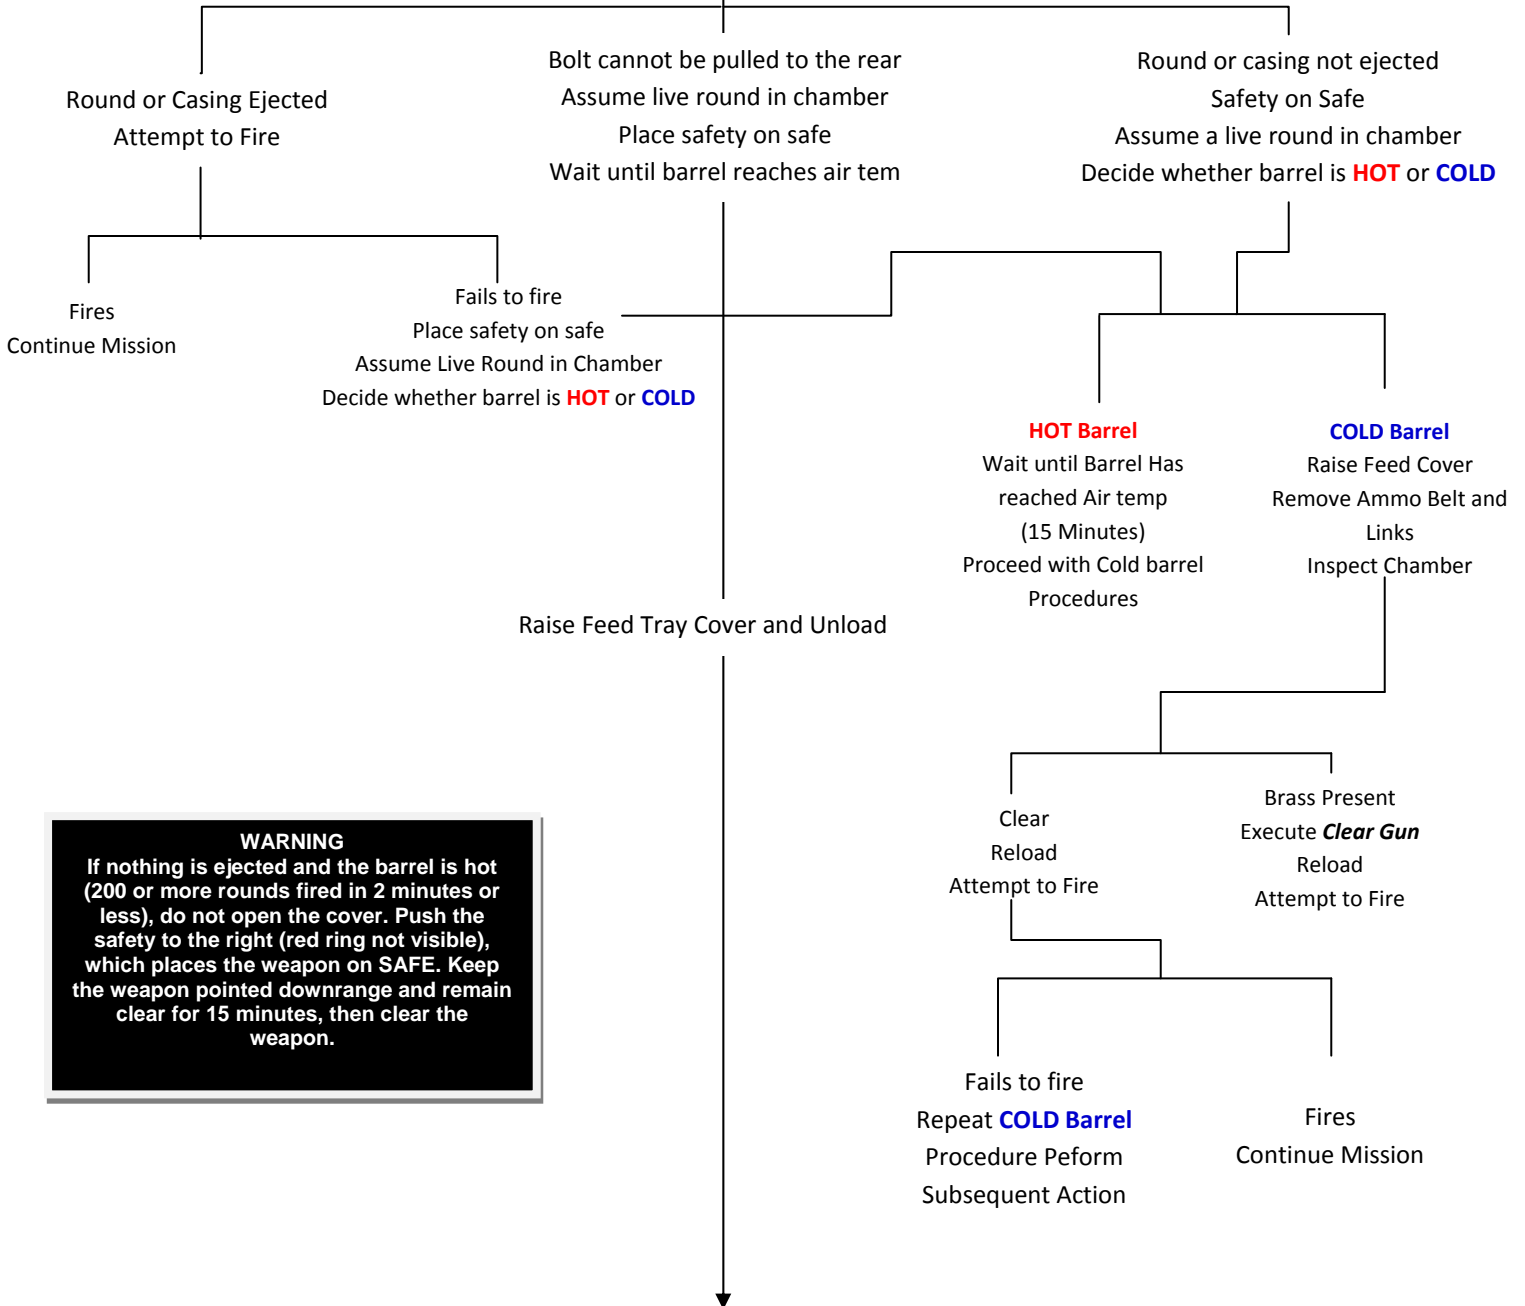 Round or Casing Ejected
Attempt to Fire
Bolt cannot be pulled to the rear
Assume live round in chamber
Place safety on safe
Wait until barrel reaches air tem
Round or casing not ejected
Safety on Safe
Assume a live round in chamber
Decide whether barrel is HOT or COLD
Fires
Continue Mission
Fails to fire
Place safety on safe
Assume Live Round in Chamber
Decide whether barrel is HOT or COLD
HOT Barrel
Wait until Barrel Has
reached Air temp
(15 Minutes)
Proceed with Cold barrel
Procedures
COLD Barrel
Raise Feed Cover
Remove Ammo Belt and
Links
Inspect Chamber
Raise Feed Tray Cover and Unload
Clear
Reload
Attempt to Fire
Brass Present
Execute Clear Gun
Reload
Attempt to Fire
WARNING
If nothing is ejected and the barrel is hot
(200 or more rounds fired in 2 minutes or
less), do not open the cover. Push the
safety to the right (red ring not visible),
which places the weapon on SAFE. Keep
the weapon pointed downrange and remain
clear for 15 minutes, then clear the
weapon.
Fails to fire
Repeat COLD Barrel
Procedure Peform
Subsequent Action
Fires
Continue Mission